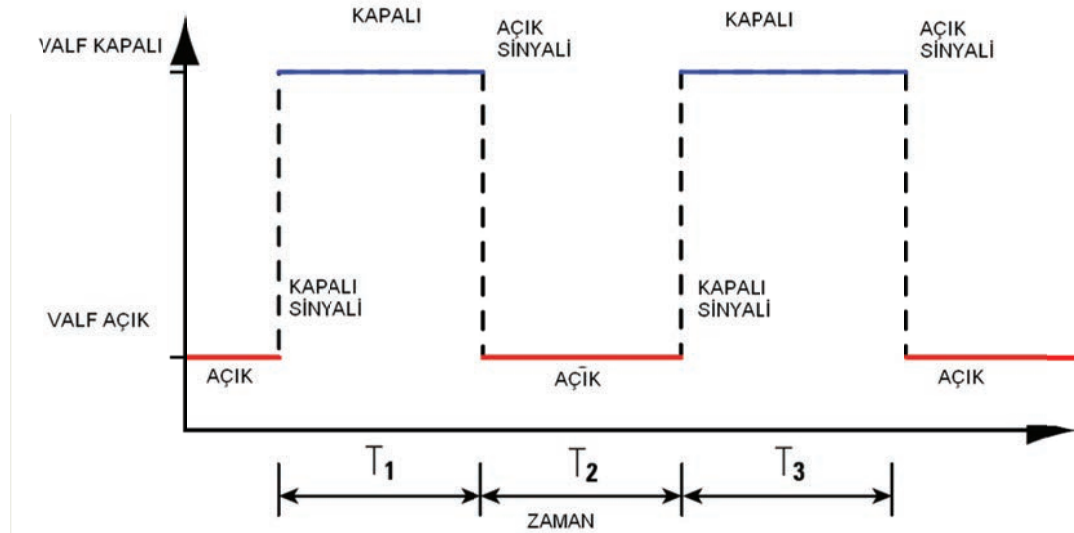 KAPALI
KAPALI
VALF KAPALI
AÇIK
SİNYALİ
AÇIK
SİNYALİ
KAPALI
SİNYALİ
KAPALI
SİNYALİ
VALF AÇIK
AÇIK
AÇIK
AÇIK
T1
T2
T3
ZAMAN